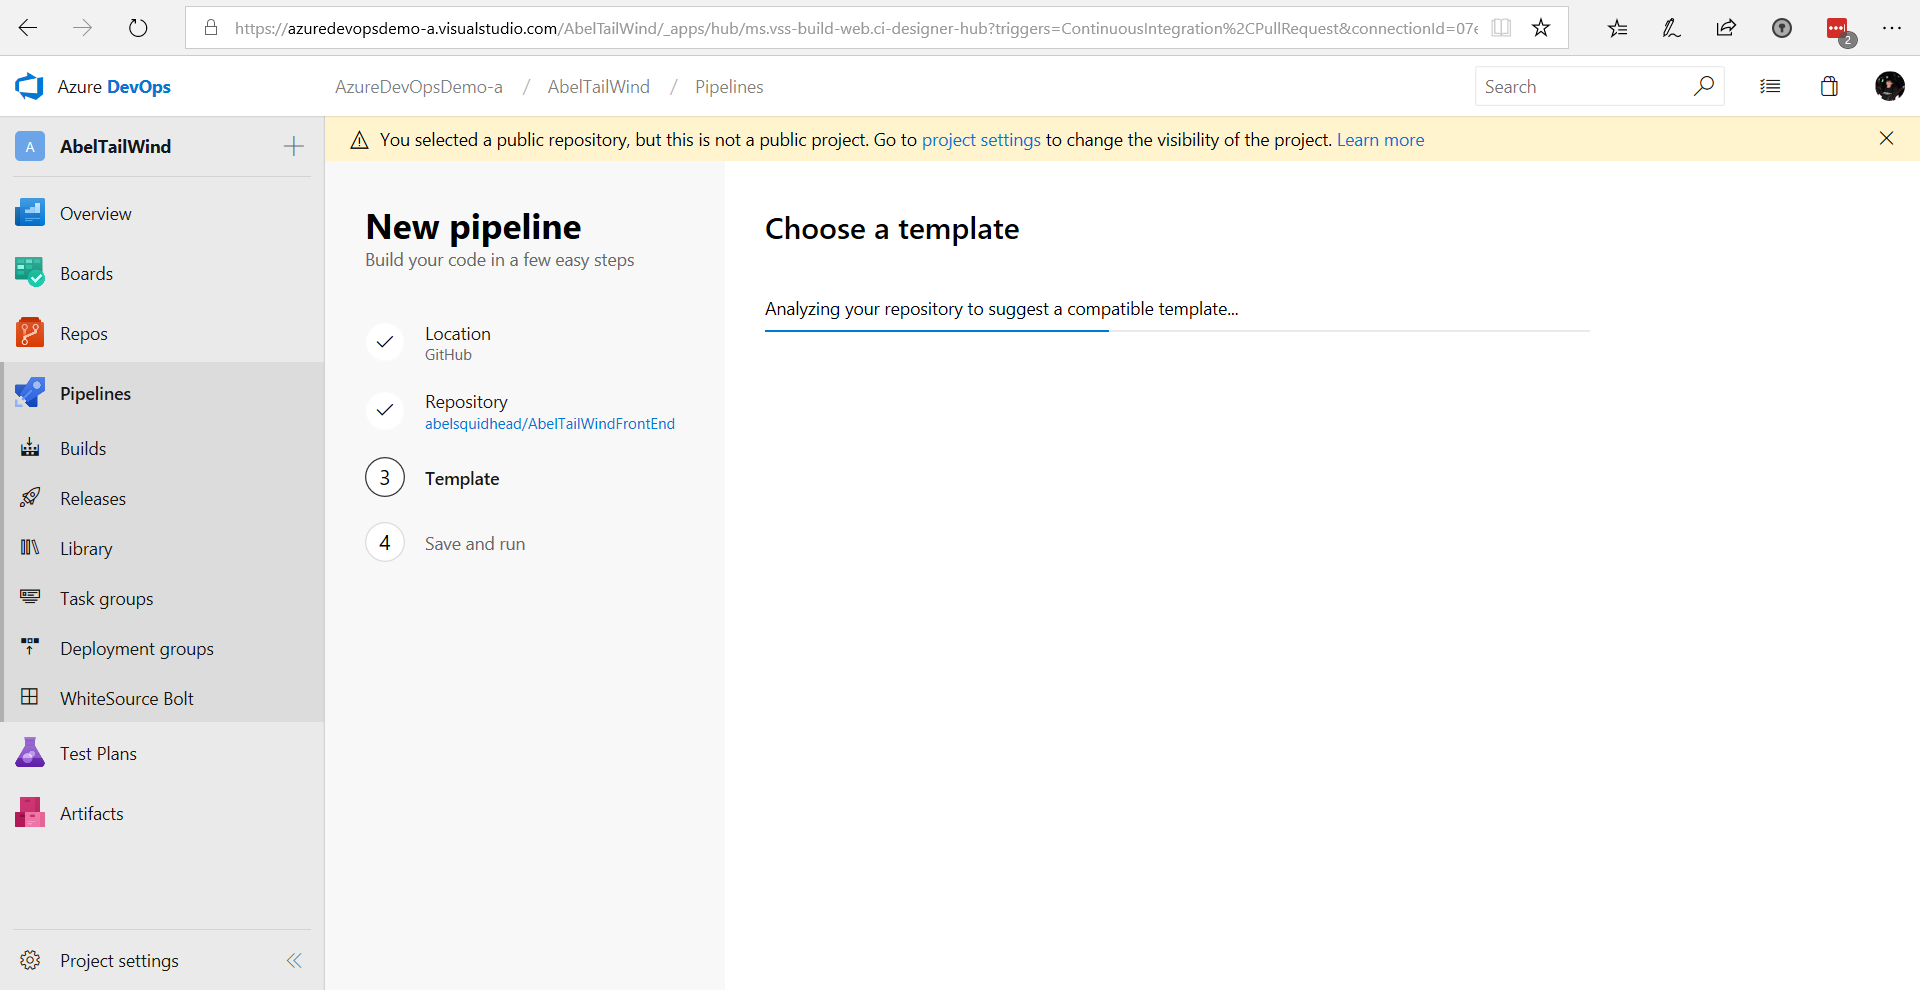 https://azuredevopsdemo-a.visualstudio.com/AbelTailWind/_apps/hub/ms.vss-build-web.ci-designer-hub?triggers=ContinuousIntegration%2CPullRequest&connectionId=07e
2
Azure DevOps
AzureDevOpsDemo-a / AbelTailWind / Pipelines
Search
A AbelTailWind
You selected a public repository, but this is not a public project. Go to project settings to change the visibility of the project. Learn more
Overview
Boards
Repos
Pipelines
Builds
Releases
Library
Task groups
Deployment groups
WhiteSource Bolt
Test Plans
Artifacts
Project settings
New pipeline
Build your code in a few easy steps
Location
GitHub
Repository
abelsquidhead/AbelTailWindFrontEnd
3 Template
4 Save and run
Choose a template
Analyzing your repository to suggest a compatible template...